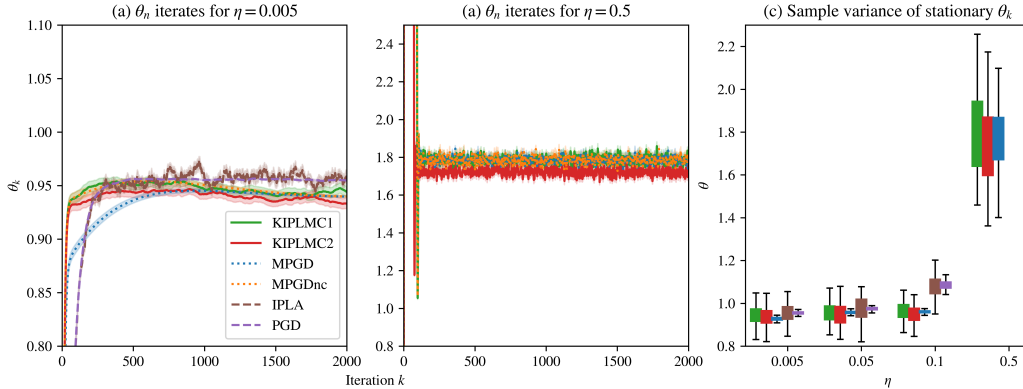 (a) θₙ iterates for η = 0.005
1.10
1.05
1.00
0.95
0.90
0.85
0.80
θₖ
0
500
1000
1500
2000
KIPLMC1
KIPLMC2
MPGD
MPGDnc
IPLA
PGD
(a) θₙ iterates for η = 0.5
2.4
2.2
2.0
1.8
1.6
1.4
1.2
1.0
0.8
0
500
1000
1500
2000
Iteration k
(c) Sample variance of stationary θₖ
2.2
2.0
1.8
1.6
1.4
1.2
1.0
0.8
θ
0.005
0.05
0.1
0.5
η